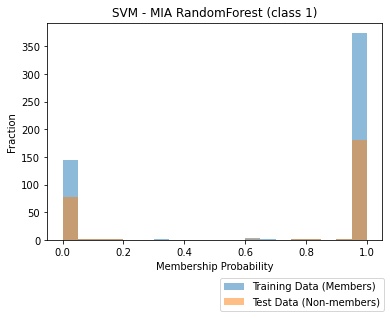 SVM - MIA RandomForest (class 1)
350
300
250
200
150
100
50
0
Fraction
0.0 0.2 0.4 0.6 0.8 1.0
Membership Probability
Training Data (Members)
Test Data (Non-members)